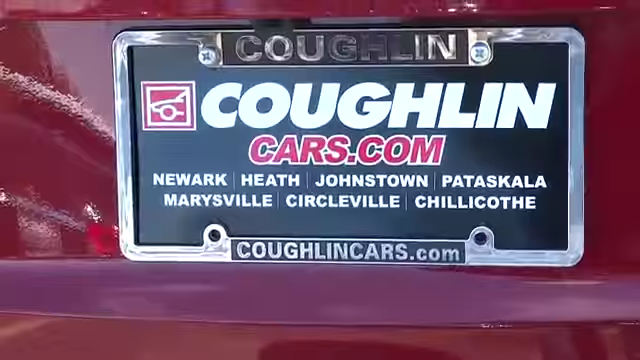 COUGHLIN
COUGHLIN
CARS.COM
NEWARK | HEATH | JOHNSTOWN | PATASKALA
MARYSVILLE | CIRCLEVILLE | CHILLICOTHE
COUGHLINCARS.com